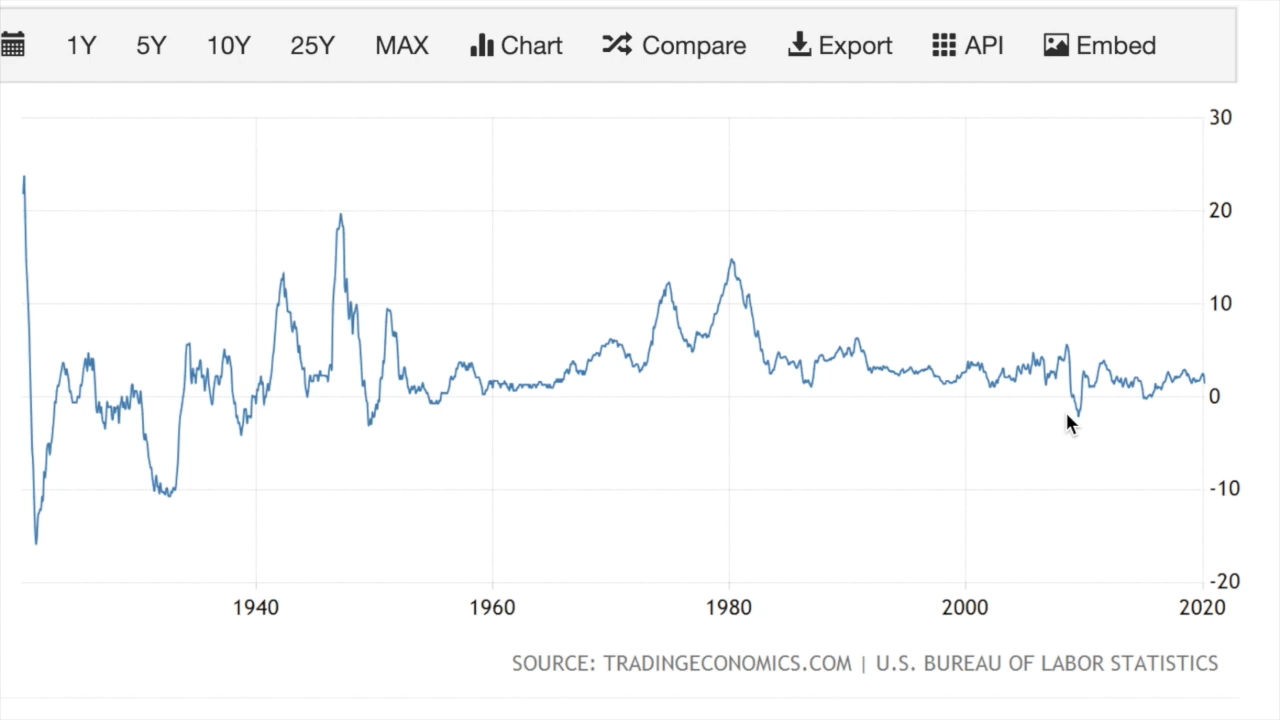 1Y 5Y 10Y 25Y MAX Chart Compare Export API Embed
30
20
10
0
-10
-20
1940 1960 1980 2000 2020
SOURCE: TRADINGECONOMICS.COM | U.S. BUREAU OF LABOR STATISTICS